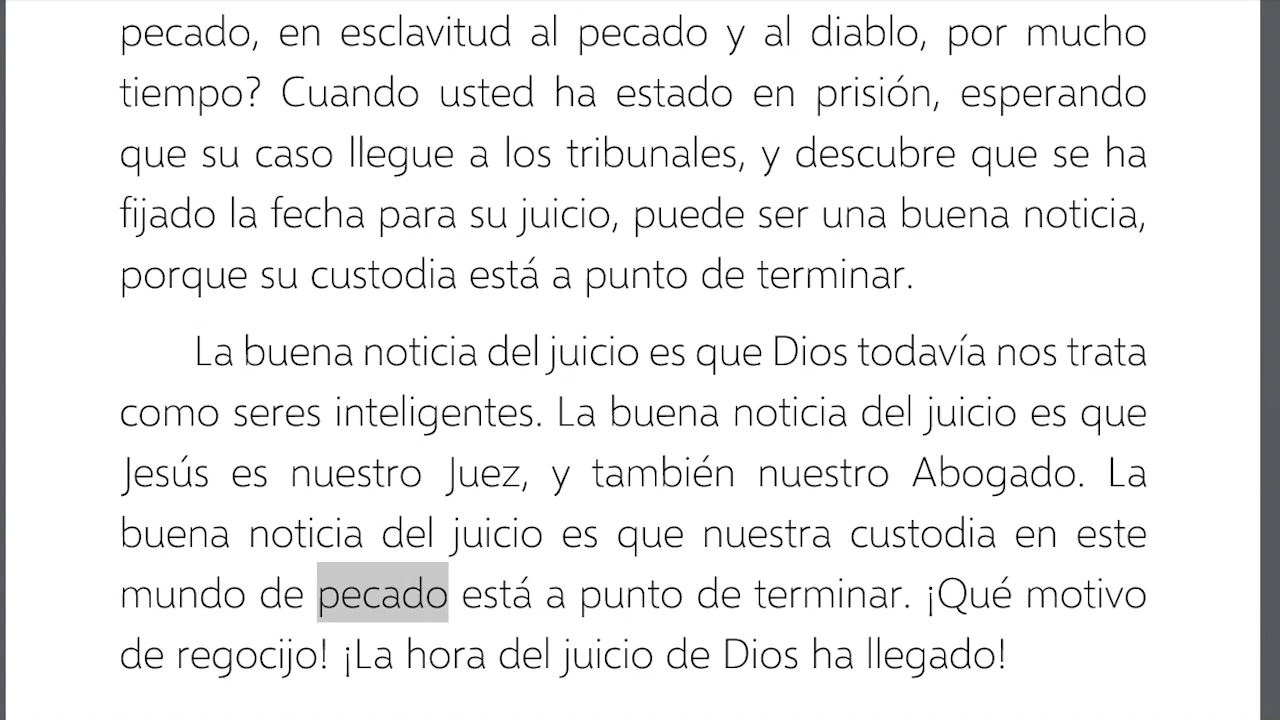 pecado, en esclavitud al pecado y al diablo, por mucho
tiempo? Cuando usted ha estado en prisión, esperando
que su caso llegue a los tribunales, y descubre que se ha
fijado la fecha para su juicio, puede ser una buena noticia,
porque su custodia está a punto de terminar.
La buena noticia del juicio es que Dios todavía nos trata
como seres inteligentes. La buena noticia del juicio es que
Jesús es nuestro Juez, y también nuestro Abogado. La
buena noticia del juicio es que nuestra custodia en este
mundo de pecado está a punto de terminar. ¡Qué motivo
de regocijo! ¡La hora del juicio de Dios ha llegado!